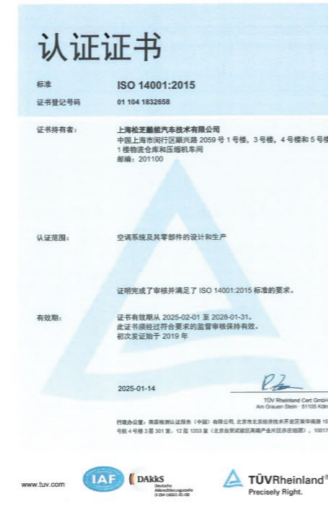 认证证书
标准 ISO 14001:2015
证书登记号码 01 104 1832658
证书持有者： 上海松芝酷能汽车技术有限公司
中国上海市闵行区颛兴路 2059 号 1 号楼，3 号楼，4 号楼和 5 号楼
1 楼物流仓库和压缩机车间
邮编：201100
认证范围： 空调系统及其零部件的设计和生产
证明完成了审核并满足了 ISO 14001:2015 标准的要求。
有效期： 证书有效期从 2025-02-01 至 2028-01-31。
此证书须经过符合要求的监督审核保持有效。
初次发证始于 2019 年
2025-01-14
TÜV Rheinland Cert GmbH
Am Grauen Stein · 51105 Köln
www.tuv.com
IAF
DAkkS
Deutsche
Akkreditierungsstelle
TÜVRheinland®
Precisely Right.